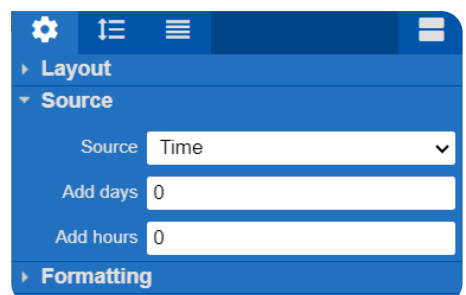 Layout
Source
Source Time
Add days 0
Add hours 0
Formatting